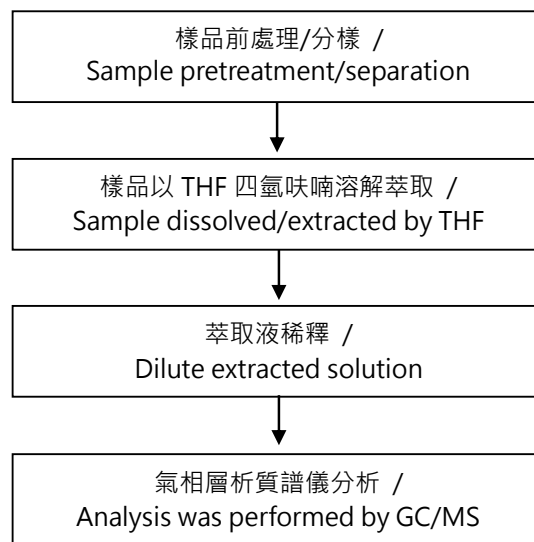 樣品前處理/分樣 /
Sample pretreatment/separation
樣品以 THF 四氫呋喃溶解萃取 /
Sample dissolved/extracted by THF
萃取液稀釋 /
Dilute extracted solution
氣相層析質譜儀分析 /
Analysis was performed by GC/MS